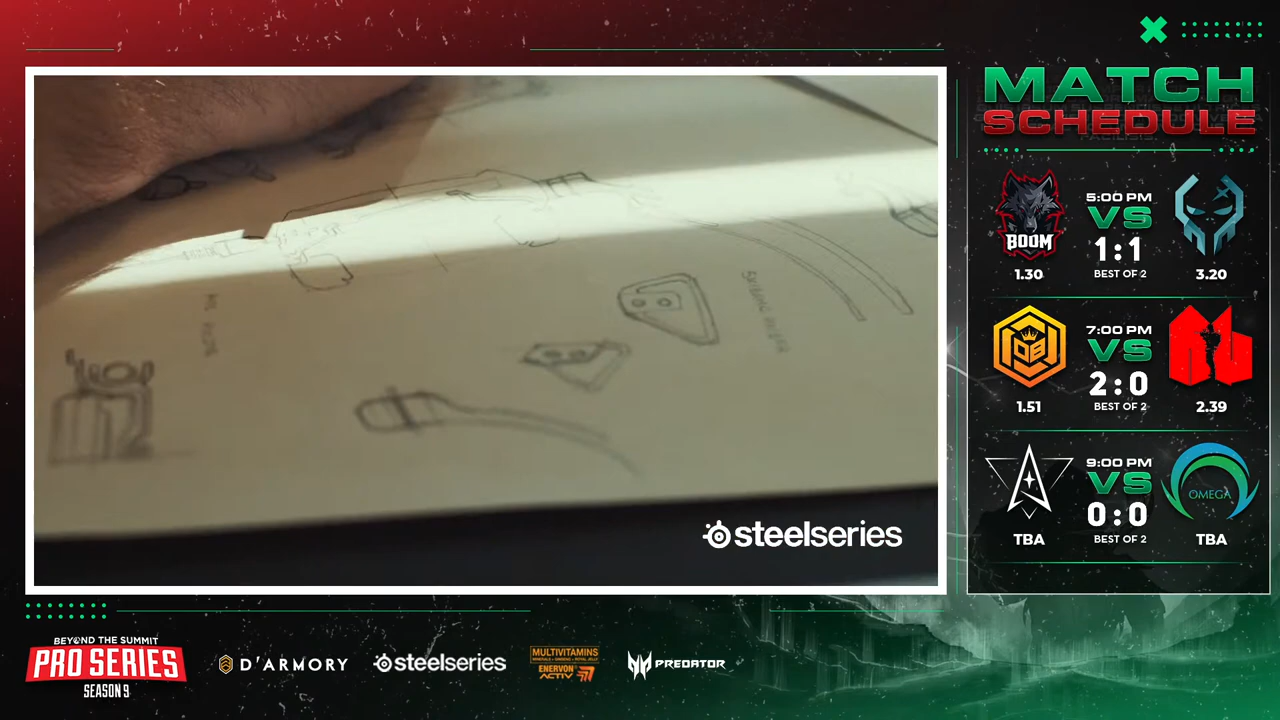 MATCH
SCHEDULE
BOOM
5:00 PM
VS
1:1
BEST OF 2
1.30
3.20
7:00 PM
VS
2:0
BEST OF 2
1.51
2.39
9:00 PM
VS
0:0
BEST OF 2
OMEGA
TBA
TBA
steelseries
BEYOND THE SUMMIT
PRO SERIES
SEASON 9
D'ARMORY
steelseries
MULTIVITAMINS
ENERVON
ACTIV
PREDATOR